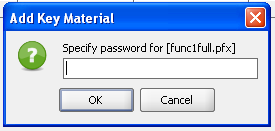 Add Key Material
Specify password for [func1full.pfx]
OK Cancel